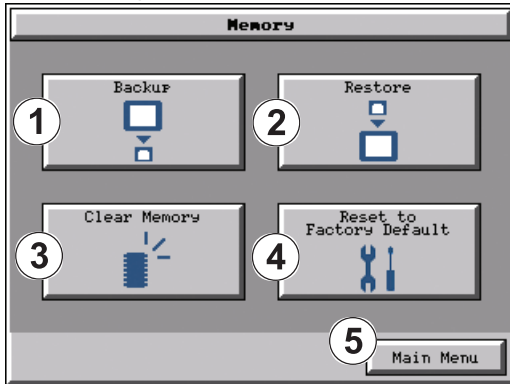 Memory
Backup
1
Restore
2
Clear Memory
3
Reset to
Factory Default
4
5
Main Menu